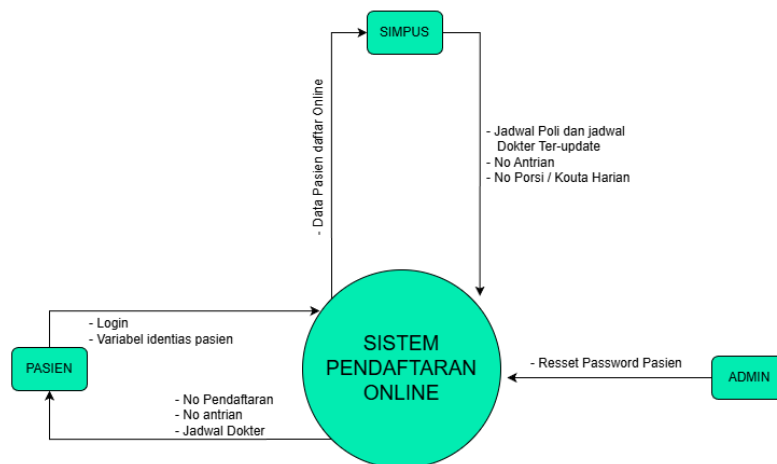 SIMPUS
- Data Pasien daftar Online
- Jadwal Poli dan jadwal
Dokter Ter-update
- No Antrian
- No Porsi / Kouta Harian
- Login
- Variabel identias pasien
SISTEM
PENDAFTARAN
ONLINE
PASIEN
- Resset Password Pasien
ADMIN
- No Pendaftaran
- No antrian
- Jadwal Dokter